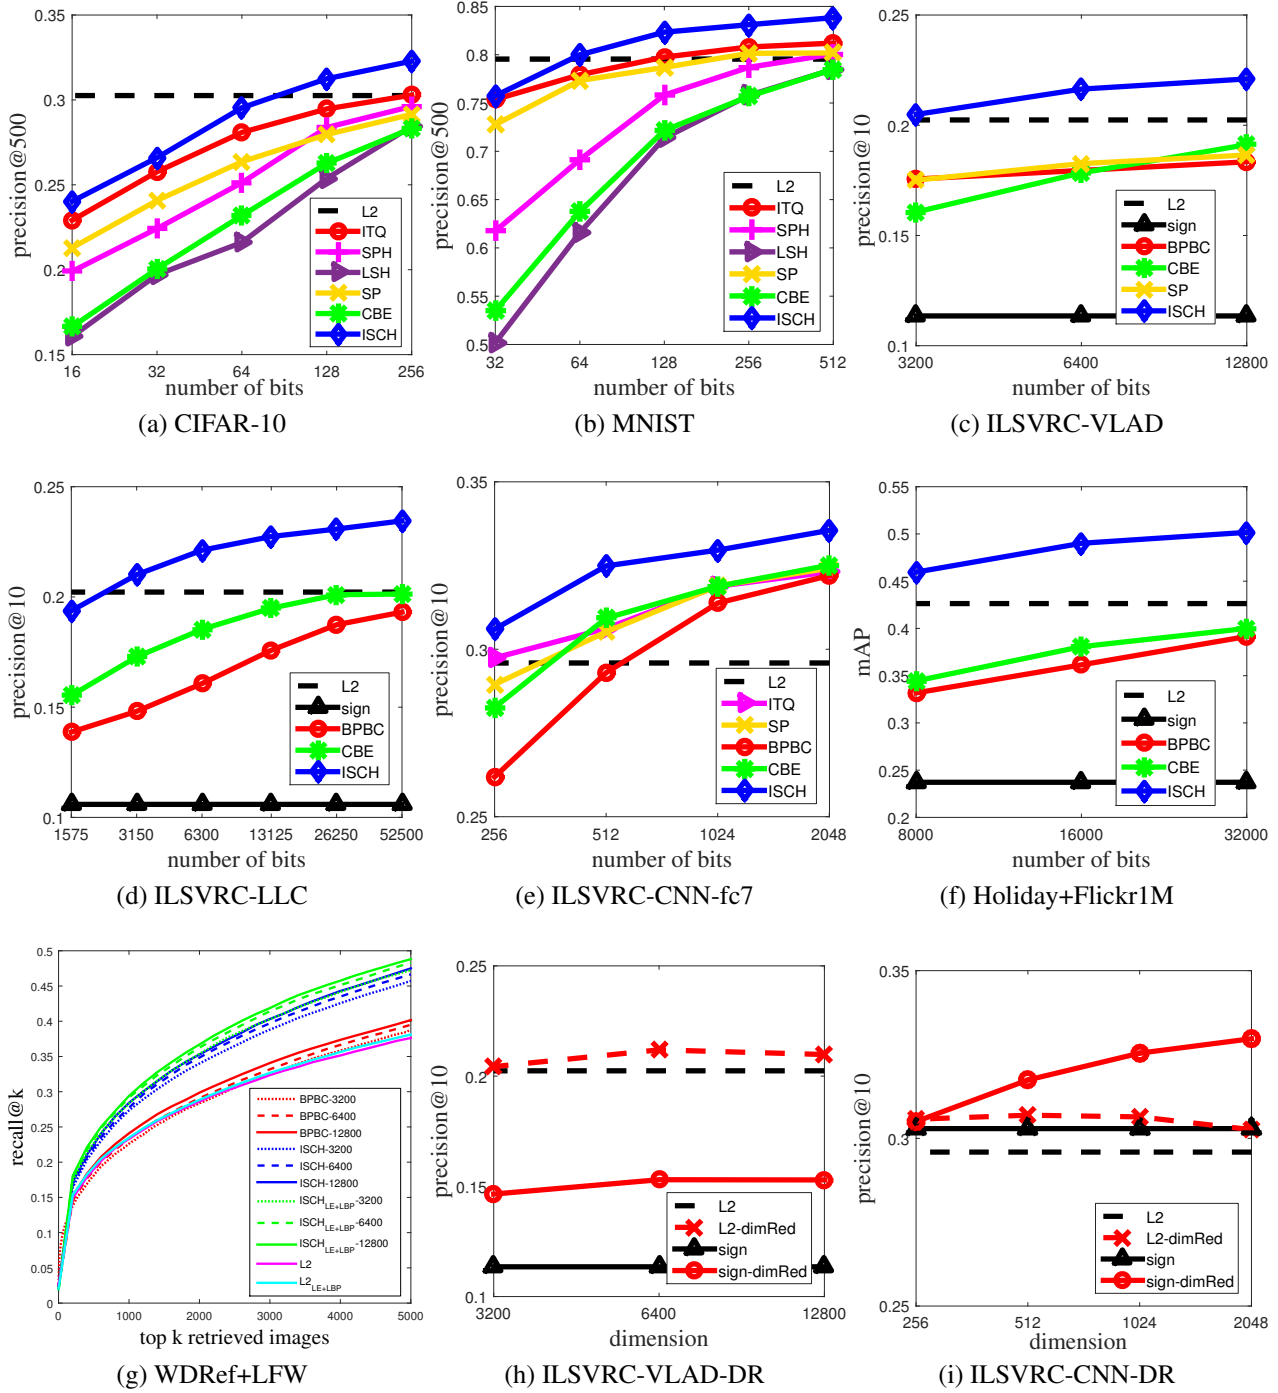 0.35
0.3
0.25
0.2
0.15
precision@500
16 32 64 128 256
number of bits
L2
ITQ
SPH
LSH
SP
CBE
ISCH
(a) CIFAR-10
0.85
0.8
0.75
0.7
0.65
0.6
0.55
0.5
precision@500
32 64 128 256 512
number of bits
L2
ITQ
SPH
LSH
SP
CBE
ISCH
(b) MNIST
0.25
0.2
0.15
0.1
precision@10
3200 6400 12800
number of bits
L2
sign
BPBC
CBE
SP
ISCH
(c) ILSVRC-VLAD
0.25
0.2
0.15
0.1
precision@10
1575 3150 6300 13125 26250 52500
number of bits
L2
sign
BPBC
CBE
ISCH
(d) ILSVRC-LLC
0.35
0.3
0.25
precision@10
256 512 1024 2048
number of bits
L2
ITQ
SP
BPBC
CBE
ISCH
(e) ILSVRC-CNN-fc7
0.55
0.5
0.45
0.4
0.35
0.3
0.25
0.2
mAP
8000 16000 32000
number of bits
L2
sign
BPBC
CBE
ISCH
(f) Holiday+Flickr1M
0.5
0.45
0.4
0.35
0.3
0.25
0.2
0.15
0.1
0.05
0
recall@k
0 1000 2000 3000 4000 5000
top k retrieved images
BPBC-3200
BPBC-6400
BPBC-12800
ISCH-3200
ISCH-6400
ISCH-12800
ISCH LE+LBP -3200
ISCH LE+LBP -6400
ISCH LE+LBP -12800
L2
L2 LE+LBP
(g) WDRef+LFW
0.25
0.2
0.15
0.1
precision@10
3200 6400 12800
dimension
L2
L2-dimRed
sign
sign-dimRed
(h) ILSVRC-VLAD-DR
0.35
0.3
0.25
precision@10
256 512 1024 2048
dimension
L2
L2-dimRed
sign
sign-dimRed
(i) ILSVRC-CNN-DR